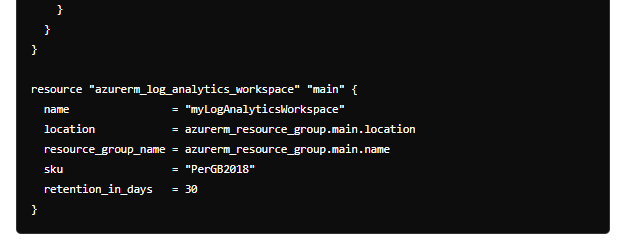 }
  }
}

resource "azurerm_log_analytics_workspace" "main" {
  name                = "myLogAnalyticsWorkspace"
  location            = azurerm_resource_group.main.location
  resource_group_name = azurerm_resource_group.main.name
  sku                 = "PerGB2018"
  retention_in_days   = 30
}